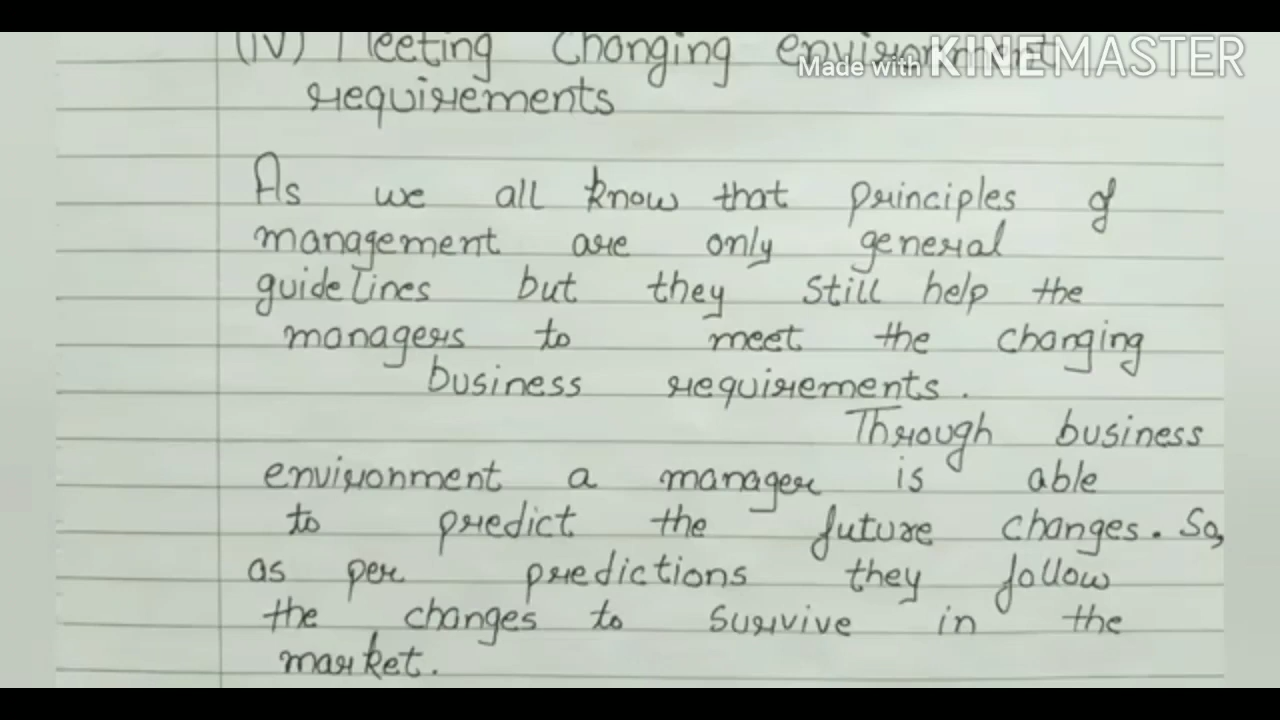 (iv) Meeting Changing environment
Made with KINEMASTER
requirements
As we all know that principles of
management are only general
guidelines but they still help the
managers to meet the changing
business requirements.
Through business
environment a manager is able
to predict the future changes. So,
as per predictions they follow
the changes to survive in the
market.